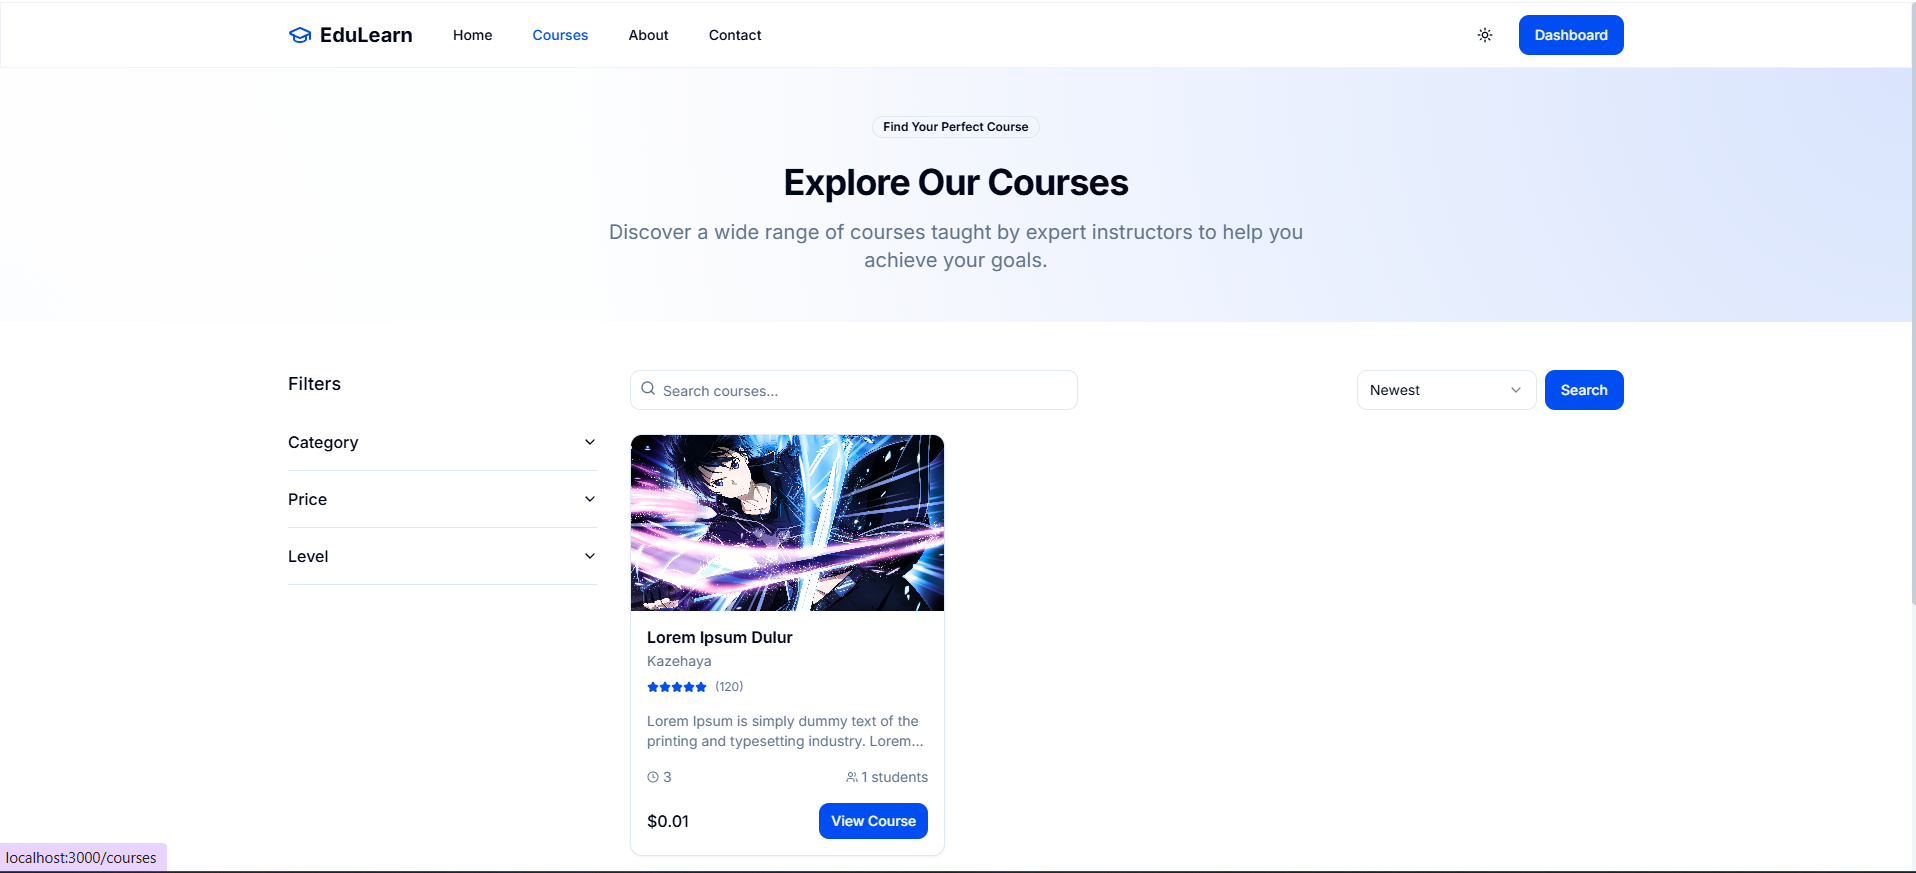 EduLearn
Home
Courses
About
Contact
Dashboard
Find Your Perfect Course
Explore Our Courses
Discover a wide range of courses taught by expert instructors to help you
achieve your goals.
Filters
Category
Price
Level
Search courses...
Newest
Search
Lorem Ipsum Dulur
Kazehaya
(120)
Lorem Ipsum is simply dummy text of the
printing and typesetting industry. Lorem...
3
1 students
$0.01
View Course
localhost:3000/courses